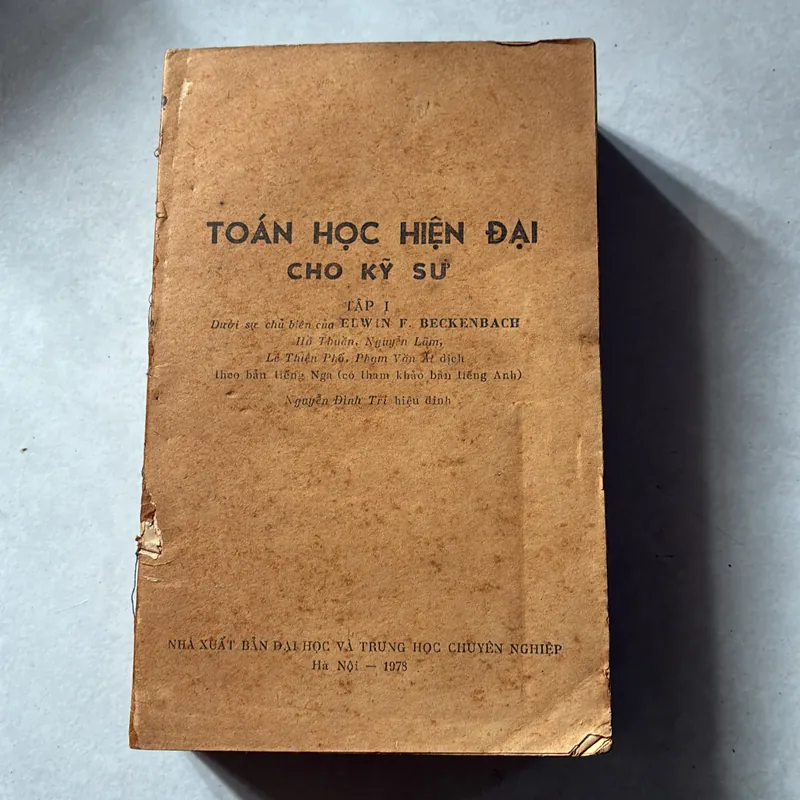 TOÁN HỌC HIỆN ĐẠI
CHO KỸ SƯ
TẬP I
Dưới sự chủ biên của ELWIN F. BECKENBACH
Hồ Thuần, Nguyễn Lãm,
Lê Thiện Phố, Phạm Văn Ất dịch
theo bản tiếng Nga (có tham khảo bản tiếng Anh)
Nguyễn Đình Trí hiệu đính
NHÀ XUẤT BẢN ĐẠI HỌC VÀ TRUNG HỌC CHUYÊN NGHIỆP
Hà Nội — 1978